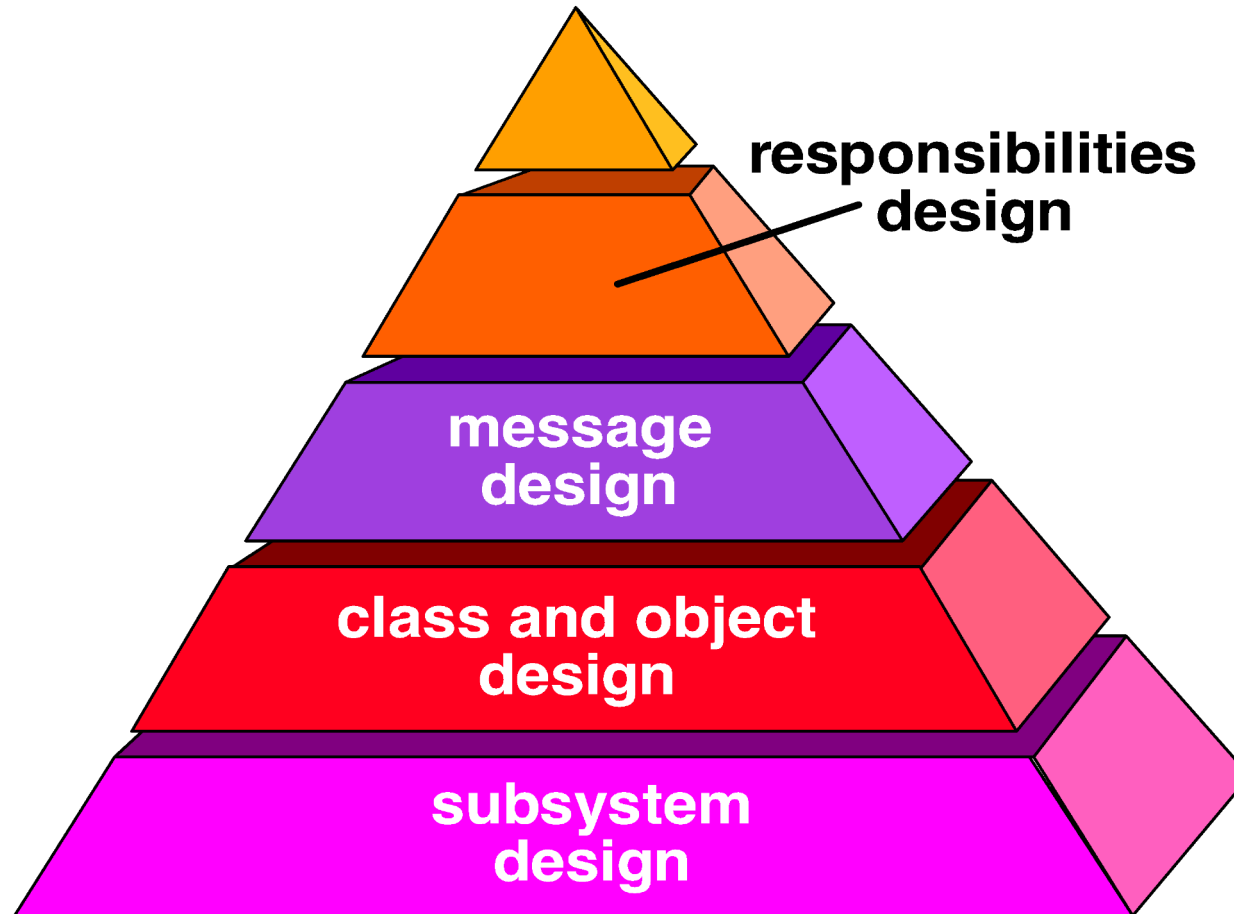 responsibilities
design
message
design
class and object
design
subsystem
design